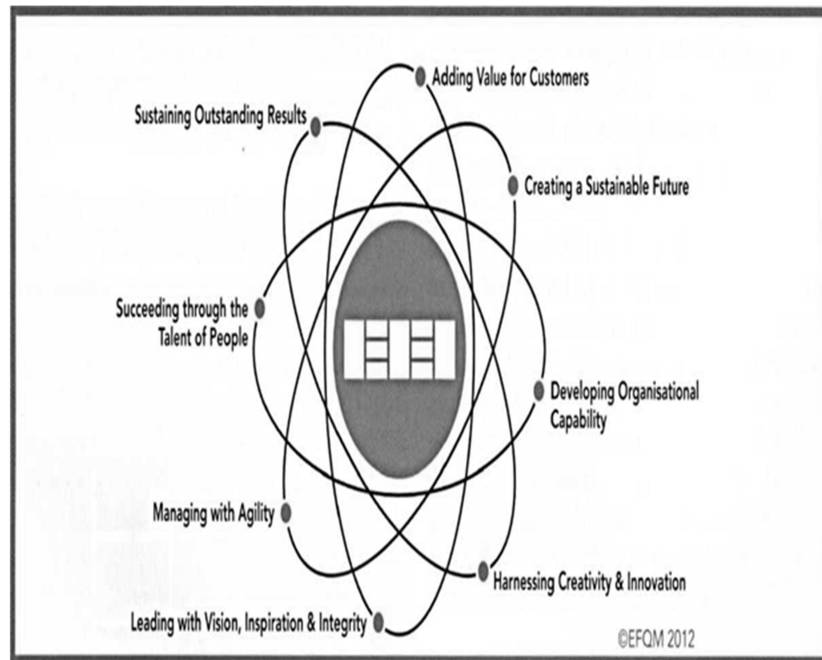 Adding Value for Customers
Sustaining Outstanding Results
Creating a Sustainable Future
Succeeding through the
Talent of People
Developing Organisational
Capability
Managing with Agility
Harnessing Creativity & Innovation
Leading with Vision, Inspiration & Integrity
©EFQM 2012